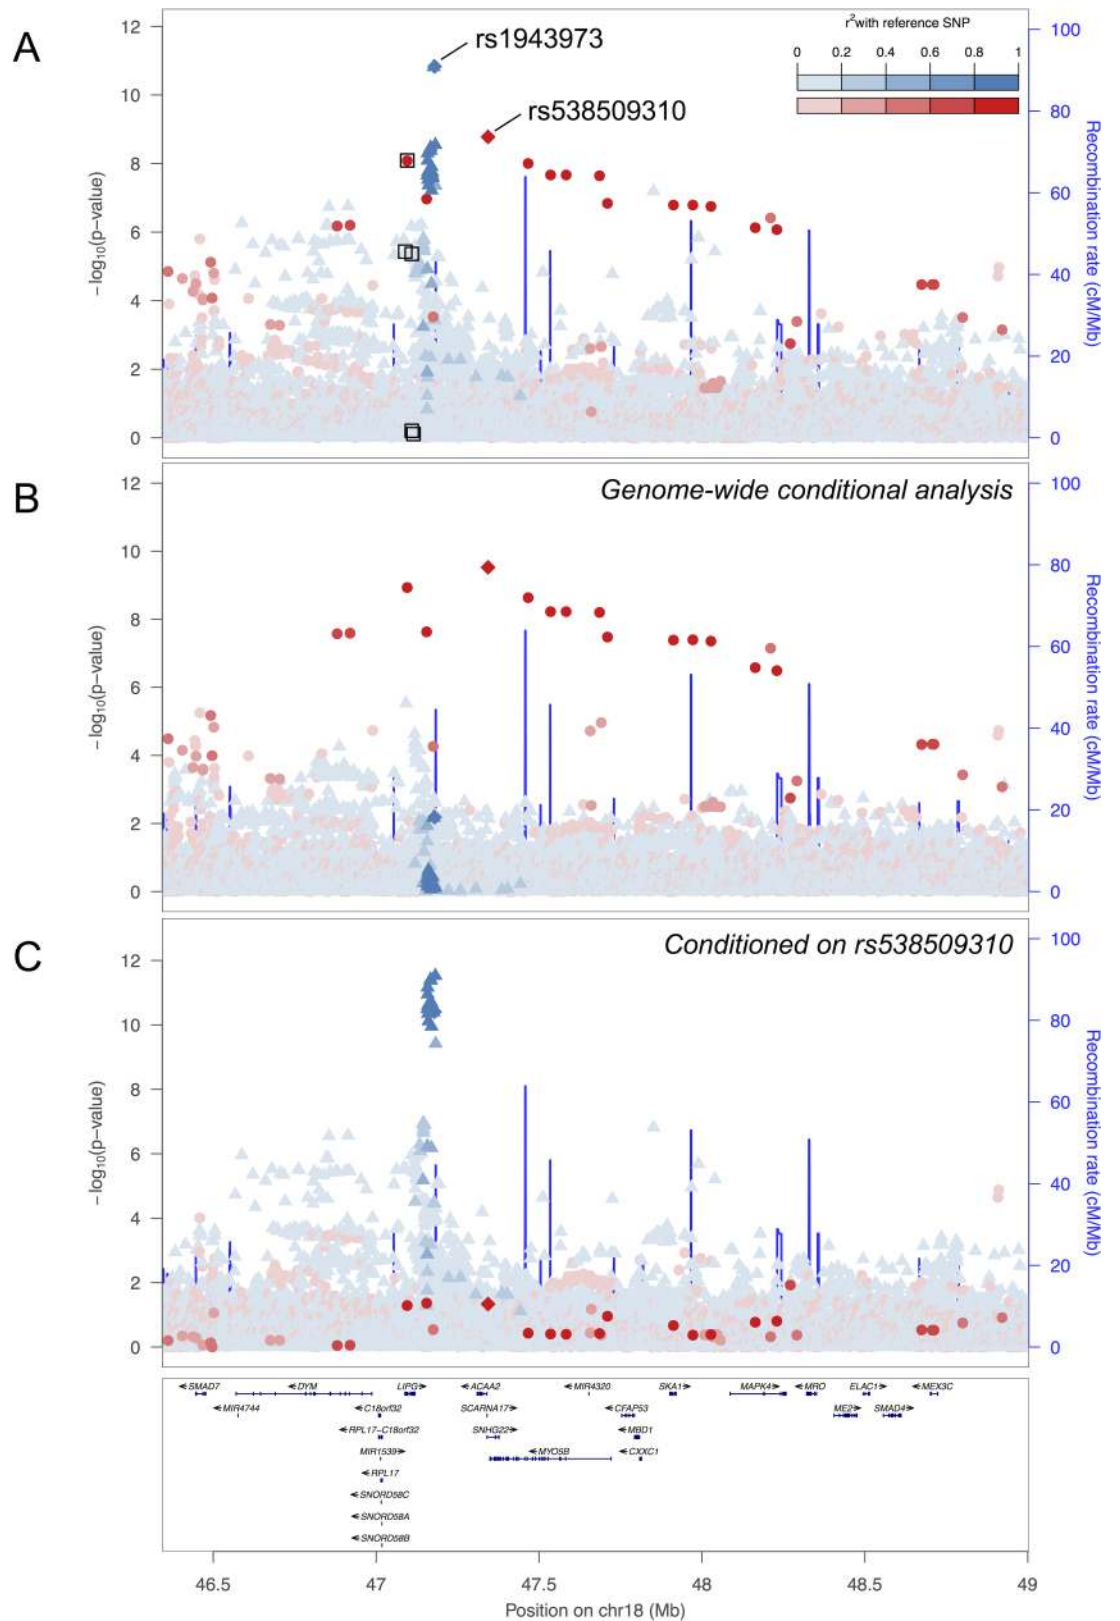 A
rs1943973
rs538509310
r² with reference SNP
0 0.2 0.4 0.6 0.8 1
12
10
8
6
4
2
0
−log10(p−value)
100
80
60
40
20
0
Recombination rate (cM/Mb)
B
Genome-wide conditional analysis
12
10
8
6
4
2
0
−log10(p−value)
100
80
60
40
20
0
Recombination rate (cM/Mb)
C
Conditioned on rs538509310
12
10
8
6
4
2
0
−log10(p−value)
100
80
60
40
20
0
Recombination rate (cM/Mb)
SMAD7 DYM LIPG ACAA2 MIR4320 SKA1 MAPK4 MRO ELAC1 MEX3C
MIR4744 C18orf32 SCARNA17 CFAP53 ME2 SMAD4
RPL17−C18orf32 SNHG22 MBD1
MIR1539 MYO5B CXXC1
RPL17
SNORD58C
SNORD58A
SNORD58B
46.5 47 47.5 48 48.5 49
Position on chr18 (Mb)